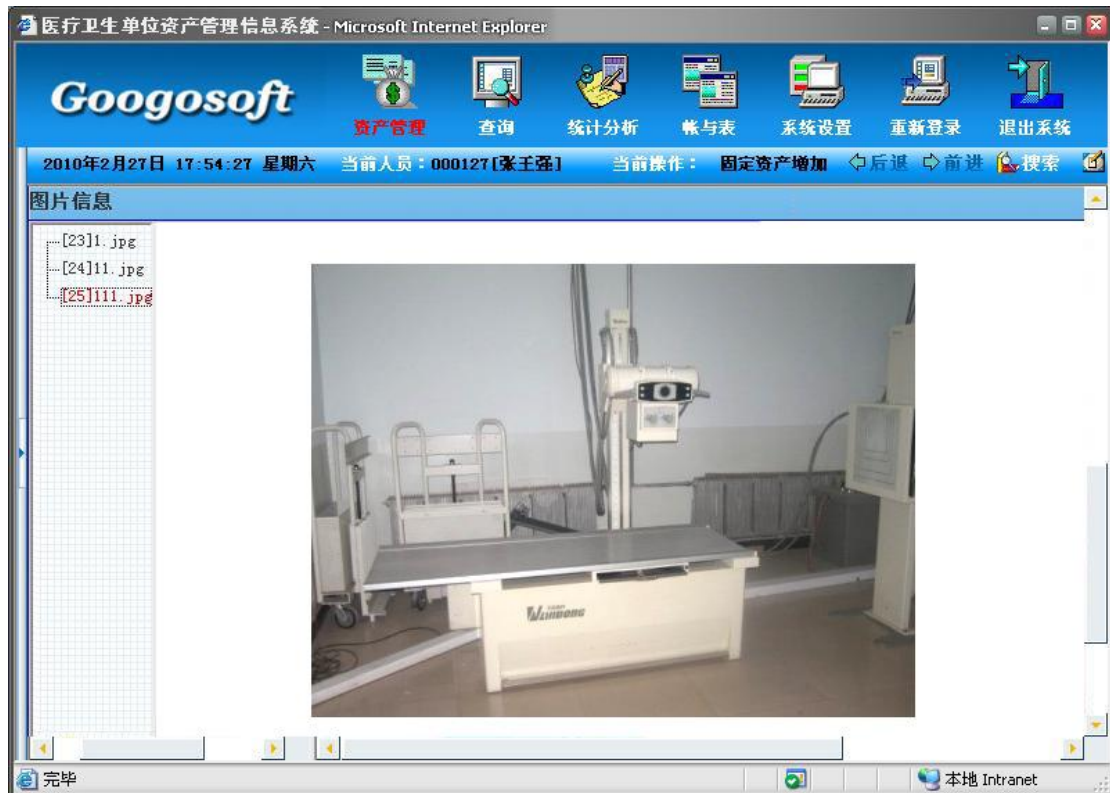 医疗卫生单位资产管理信息系统 - Microsoft Internet Explorer
Googosoft
资产管理 查询 统计分析 帐与表 系统设置 重新登录 退出系统
2010年2月27日 17:54:27 星期六 当前人员：000127[张王强] 当前操作： 固定资产增加 后退 前进 搜索
图片信息
[23]1.jpg
[24]11.jpg
[25]111.jpg
完毕 本地 Intranet